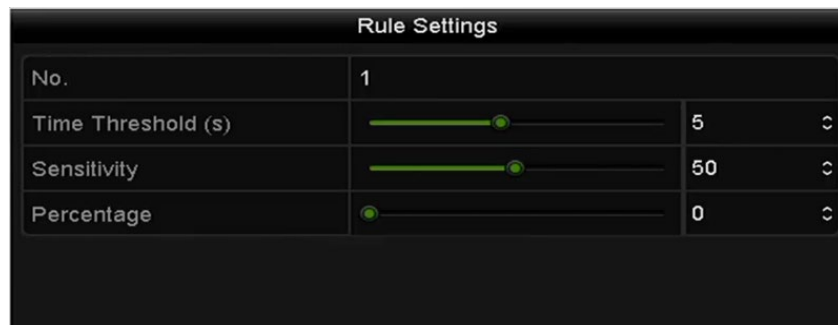 Rule Settings
No. 1
Time Threshold (s) 5
Sensitivity 50
Percentage 0